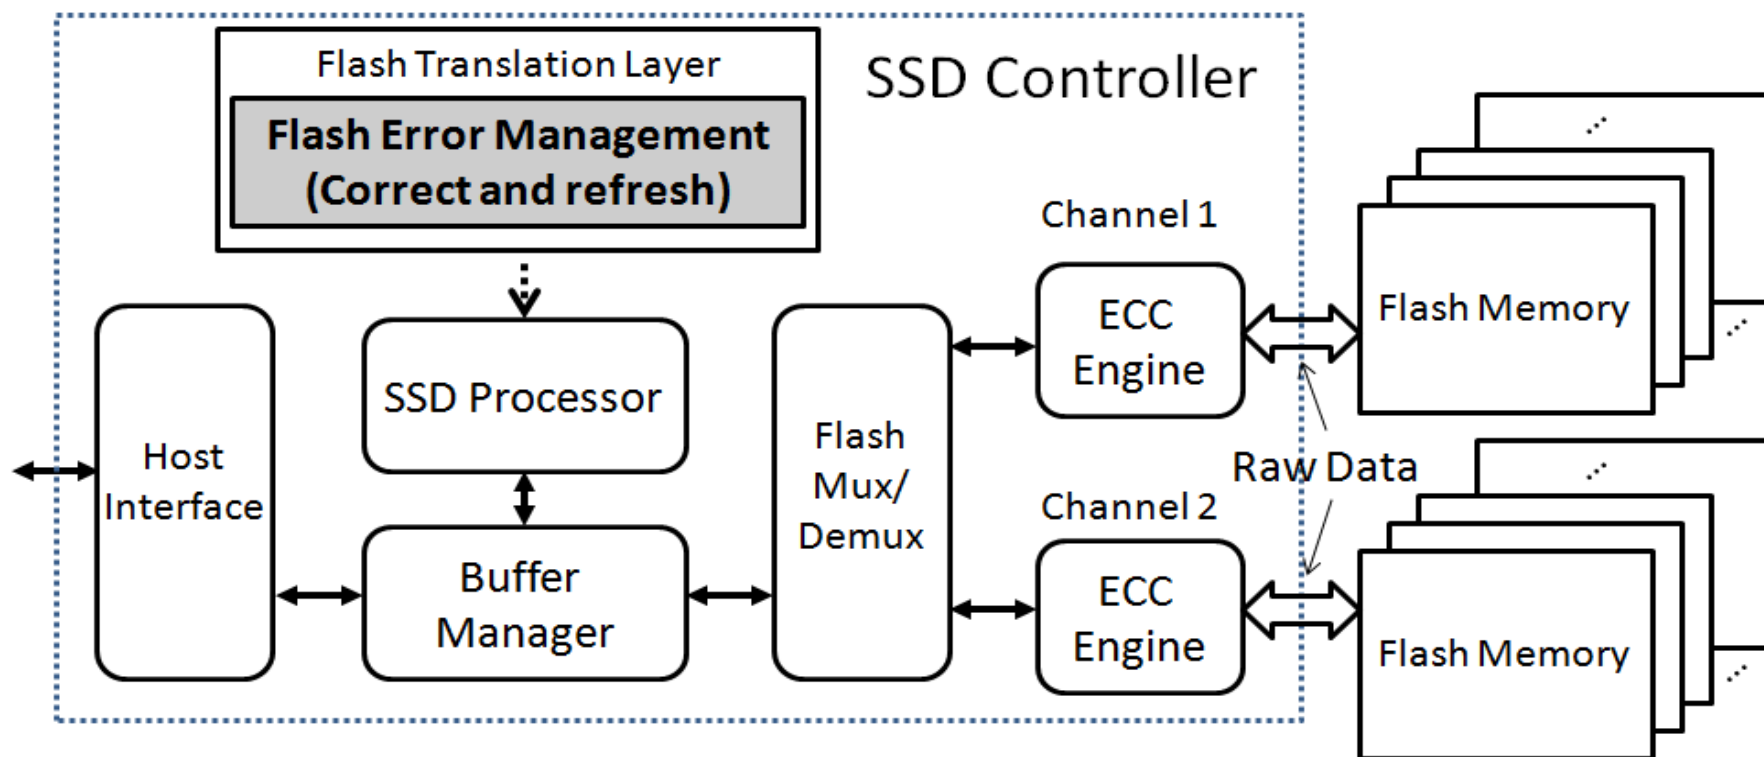 Flash Translation Layer
Flash Error Management
(Correct and refresh)
SSD Controller
Channel 1
ECC
Engine
Flash Memory
SSD Processor
Host
Interface
Flash
Mux/
Demux
Raw Data
Channel 2
Buffer
Manager
ECC
Engine
Flash Memory